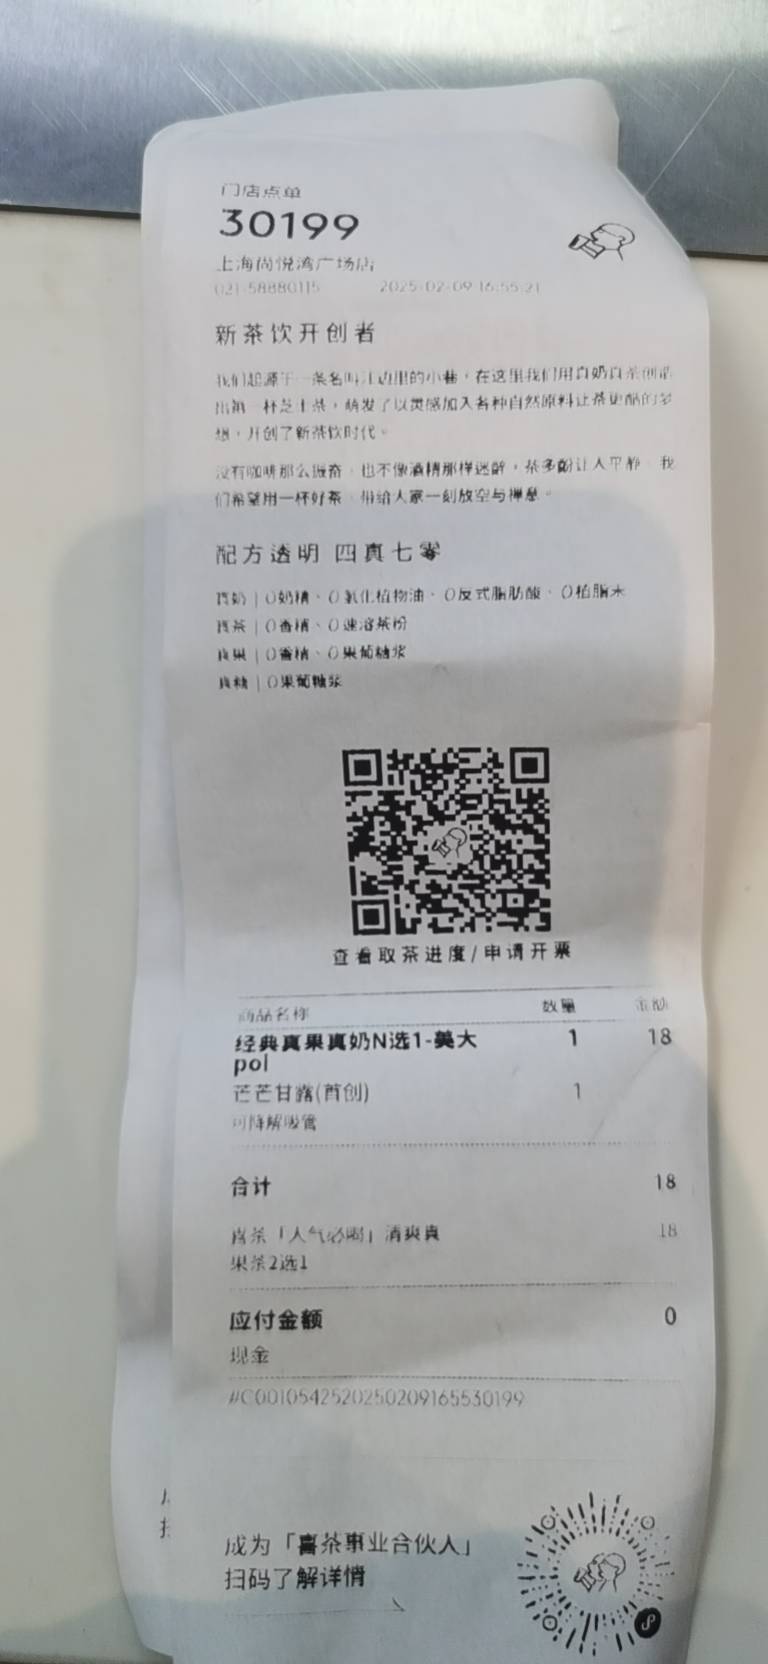 门店点单
30199
上海尚悦湾广场店
021-58880115 2025-02-09 16:55:21
新茶饮开创者
我们起源于一条名叫江边里的小巷，在这里我们用真奶真茶创造
出第一杯芝士茶，萌发了以灵感加入各种自然原料让茶更酷的梦
想，开创了新茶饮时代。
没有咖啡那么振奋，也不像酒精那样迷醉，茶多酚让人平静，我
们希望用一杯好茶，带给大家一刻放空与禅意。
配方透明 四真七零
真奶 | 0奶精、0氢化植物油、0反式脂肪酸、0植脂末
真茶 | 0香精、0速溶茶粉
真果 | 0香精、0果葡糖浆
真糖 | 0果葡糖浆
查看取茶进度/申请开票
商品名称 数量 金额
经典真果真奶N选1-美大 1 18
pol
芒芒甘露(首创) 1
可降解吸管
合计 18
喜茶「人气必喝」清爽真 18
果茶2选1
应付金额 0
现金
#C00105425202502091655530199
成为「喜茶事业合伙人」
扫码了解详情